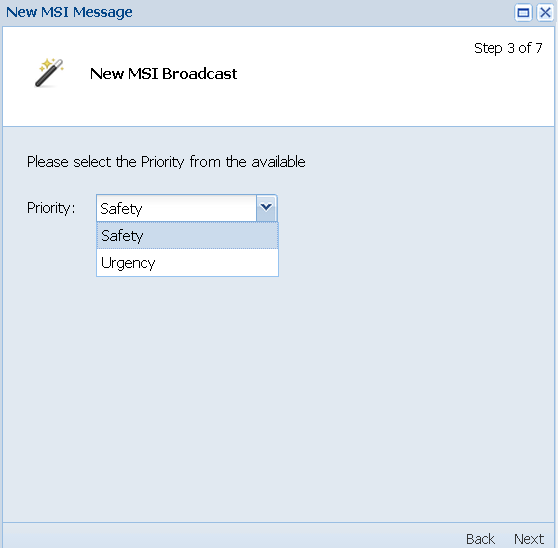 New MSI Message
Step 3 of 7
New MSI Broadcast
Please select the Priority from the available
Priority: Safety
Safety
Urgency
Back Next